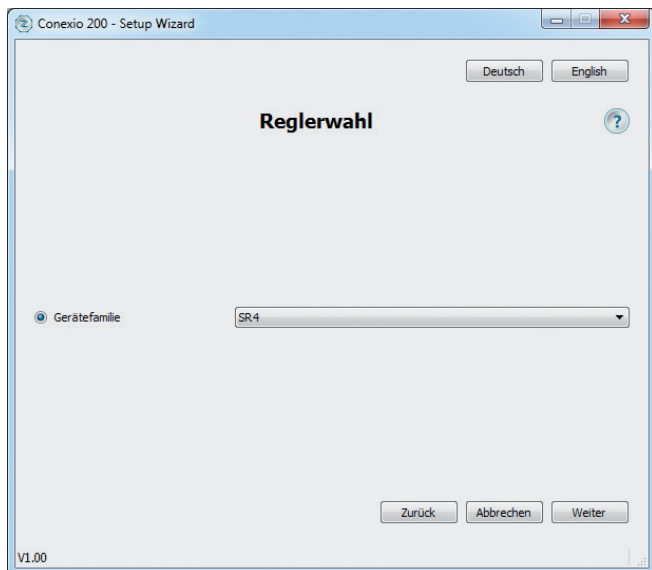 Conexio 200 - Setup Wizard
Deutsch English
Reglerwahl
?
Gerätefamilie SR4
Zurück Abbrechen Weiter
V1.00